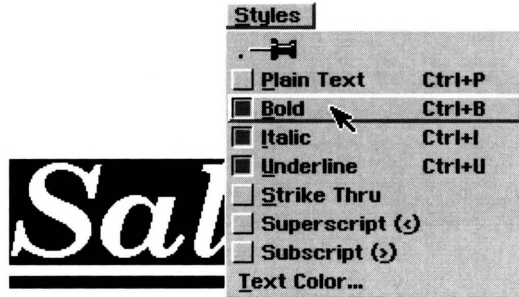 Styles
Plain Text Ctrl+P
Bold Ctrl+B
Italic Ctrl+I
Underline Ctrl+U
Strike Thru
Superscript (<)
Subscript (>)
Text Color...
Sal